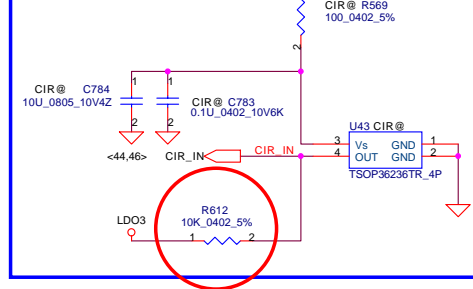 CIR@ R569
100_0402_5%
2
CIR@ C784
10U_0805_10V4Z
1
2
1
2
CIR@ C783
0.1U_0402_10V6K
U43 CIR@
3 Vs GND 1
4 OUT GND 2
TSOP36236TR_4P
<44,46>
CIR_IN
CIR_IN
LDO3
R612
10K_0402_5%
1 2